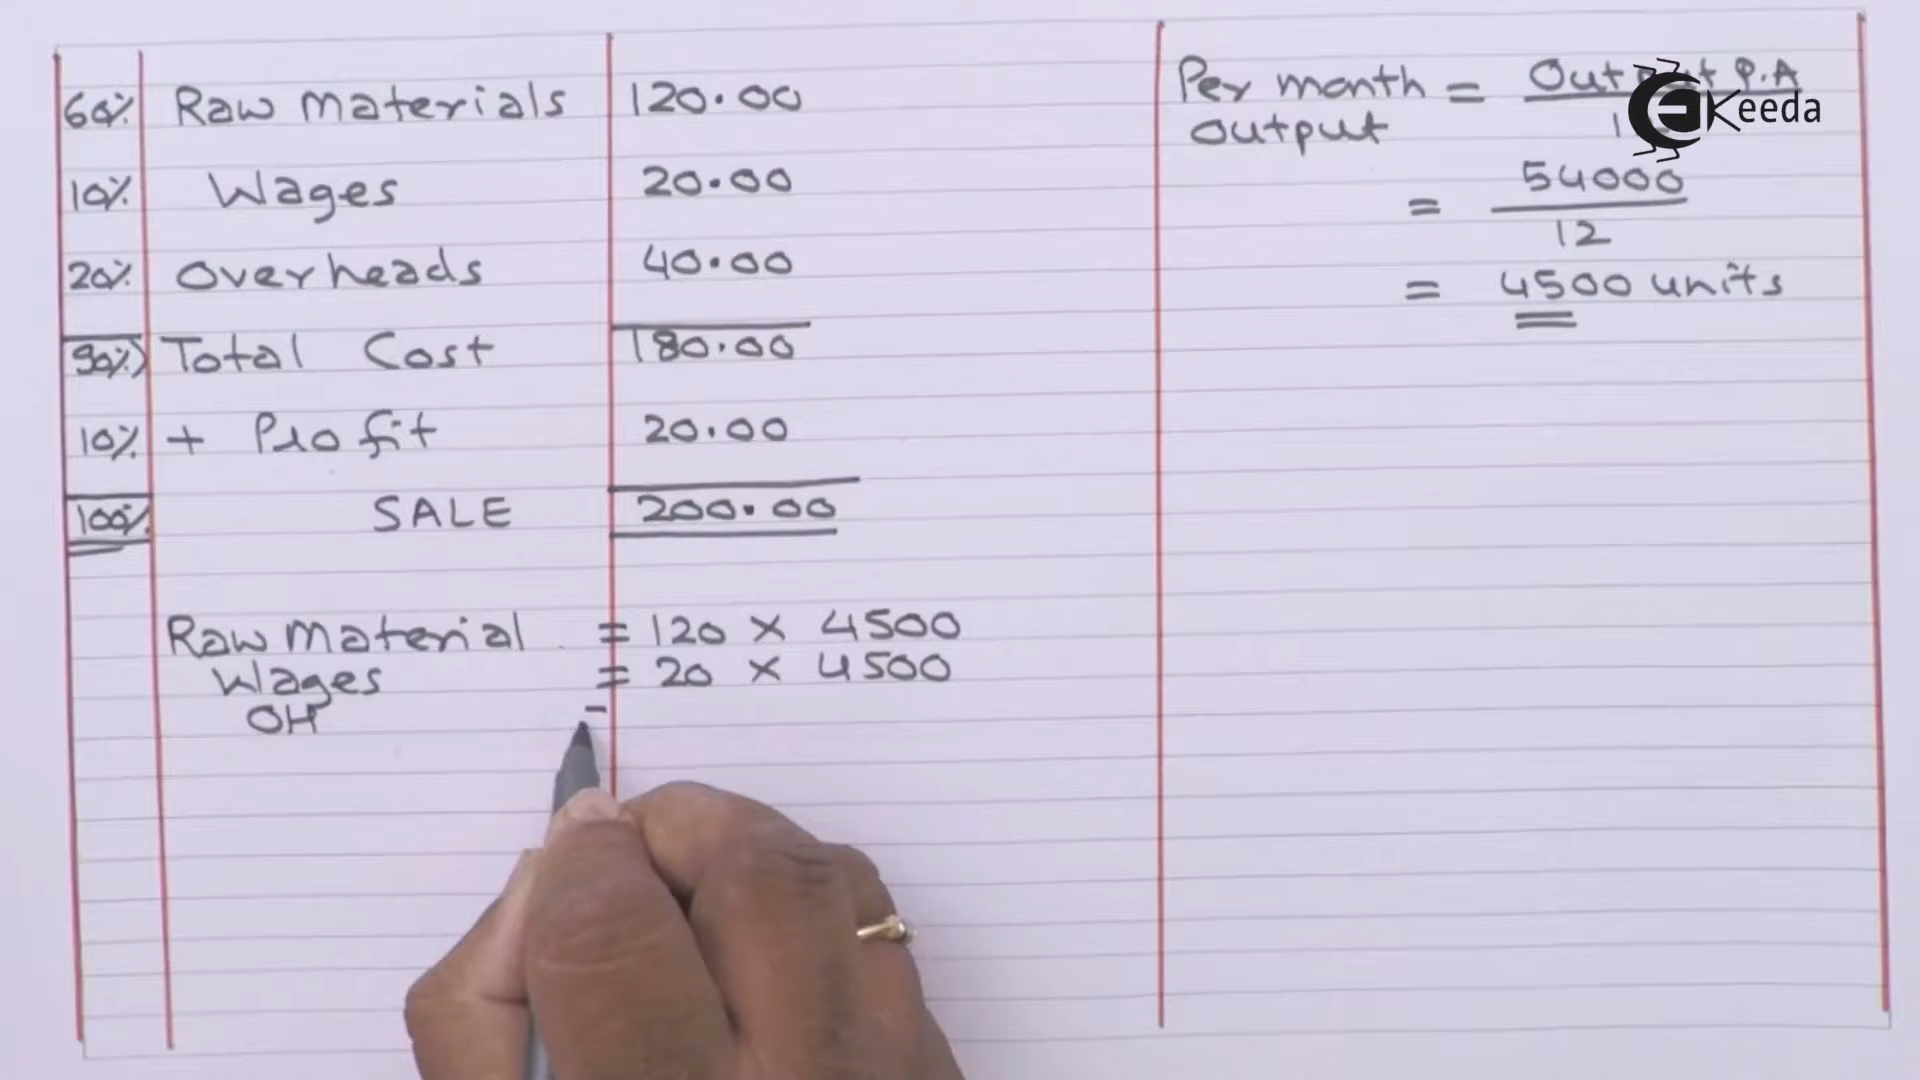 60% Raw materials 120.00
10% Wages 20.00
20% Overheads 40.00
90% Total Cost 180.00
10% + Profit 20.00
100% SALE 200.00
Raw Material = 120 × 4500
Wages = 20 × 4500
OH =
Per month output = Output P.A
= 54000
12
= 4500 units
Keeda